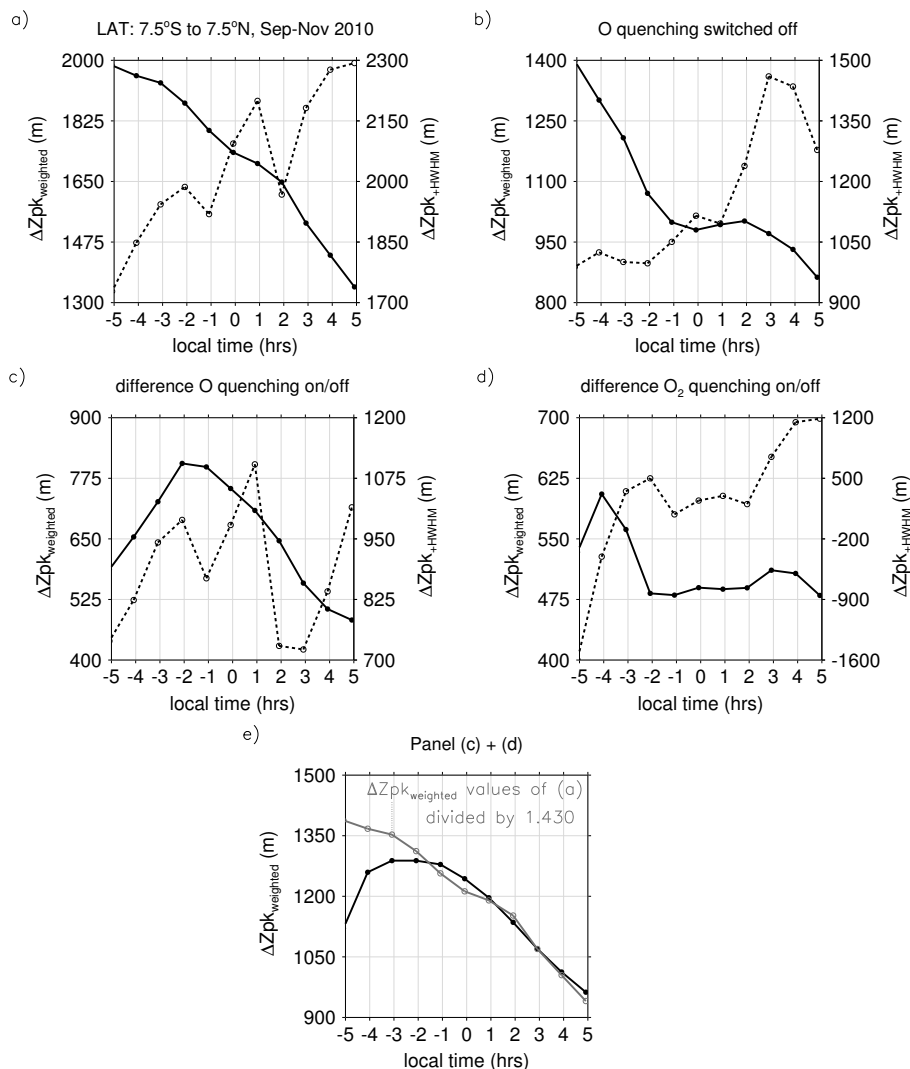 a)
LAT: 7.5°S to 7.5°N, Sep-Nov 2010
2000
1825
1650
1475
1300
ΔZpk_weighted (m)
2300
2150
2000
1850
1700
ΔZpk_+HWHM (m)
-5 -4 -3 -2 -1 0 1 2 3 4 5
local time (hrs)
b)
O quenching switched off
1400
1250
1100
950
800
ΔZpk_weighted (m)
1500
1350
1200
1050
900
ΔZpk_+HWHM (m)
-5 -4 -3 -2 -1 0 1 2 3 4 5
local time (hrs)
c)
difference O quenching on/off
900
775
650
525
400
ΔZpk_weighted (m)
1200
1075
950
825
700
ΔZpk_+HWHM (m)
-5 -4 -3 -2 -1 0 1 2 3 4 5
local time (hrs)
d)
difference O₂ quenching on/off
700
625
550
475
400
ΔZpk_weighted (m)
1200
500
-200
-900
-1600
ΔZpk_+HWHM (m)
-5 -4 -3 -2 -1 0 1 2 3 4 5
local time (hrs)
e)
Panel (c) + (d)
1500
1350
1200
1050
900
ΔZpk_weighted (m)
ΔZpk_weighted values of (a)
divided by 1.430
-5 -4 -3 -2 -1 0 1 2 3 4 5
local time (hrs)